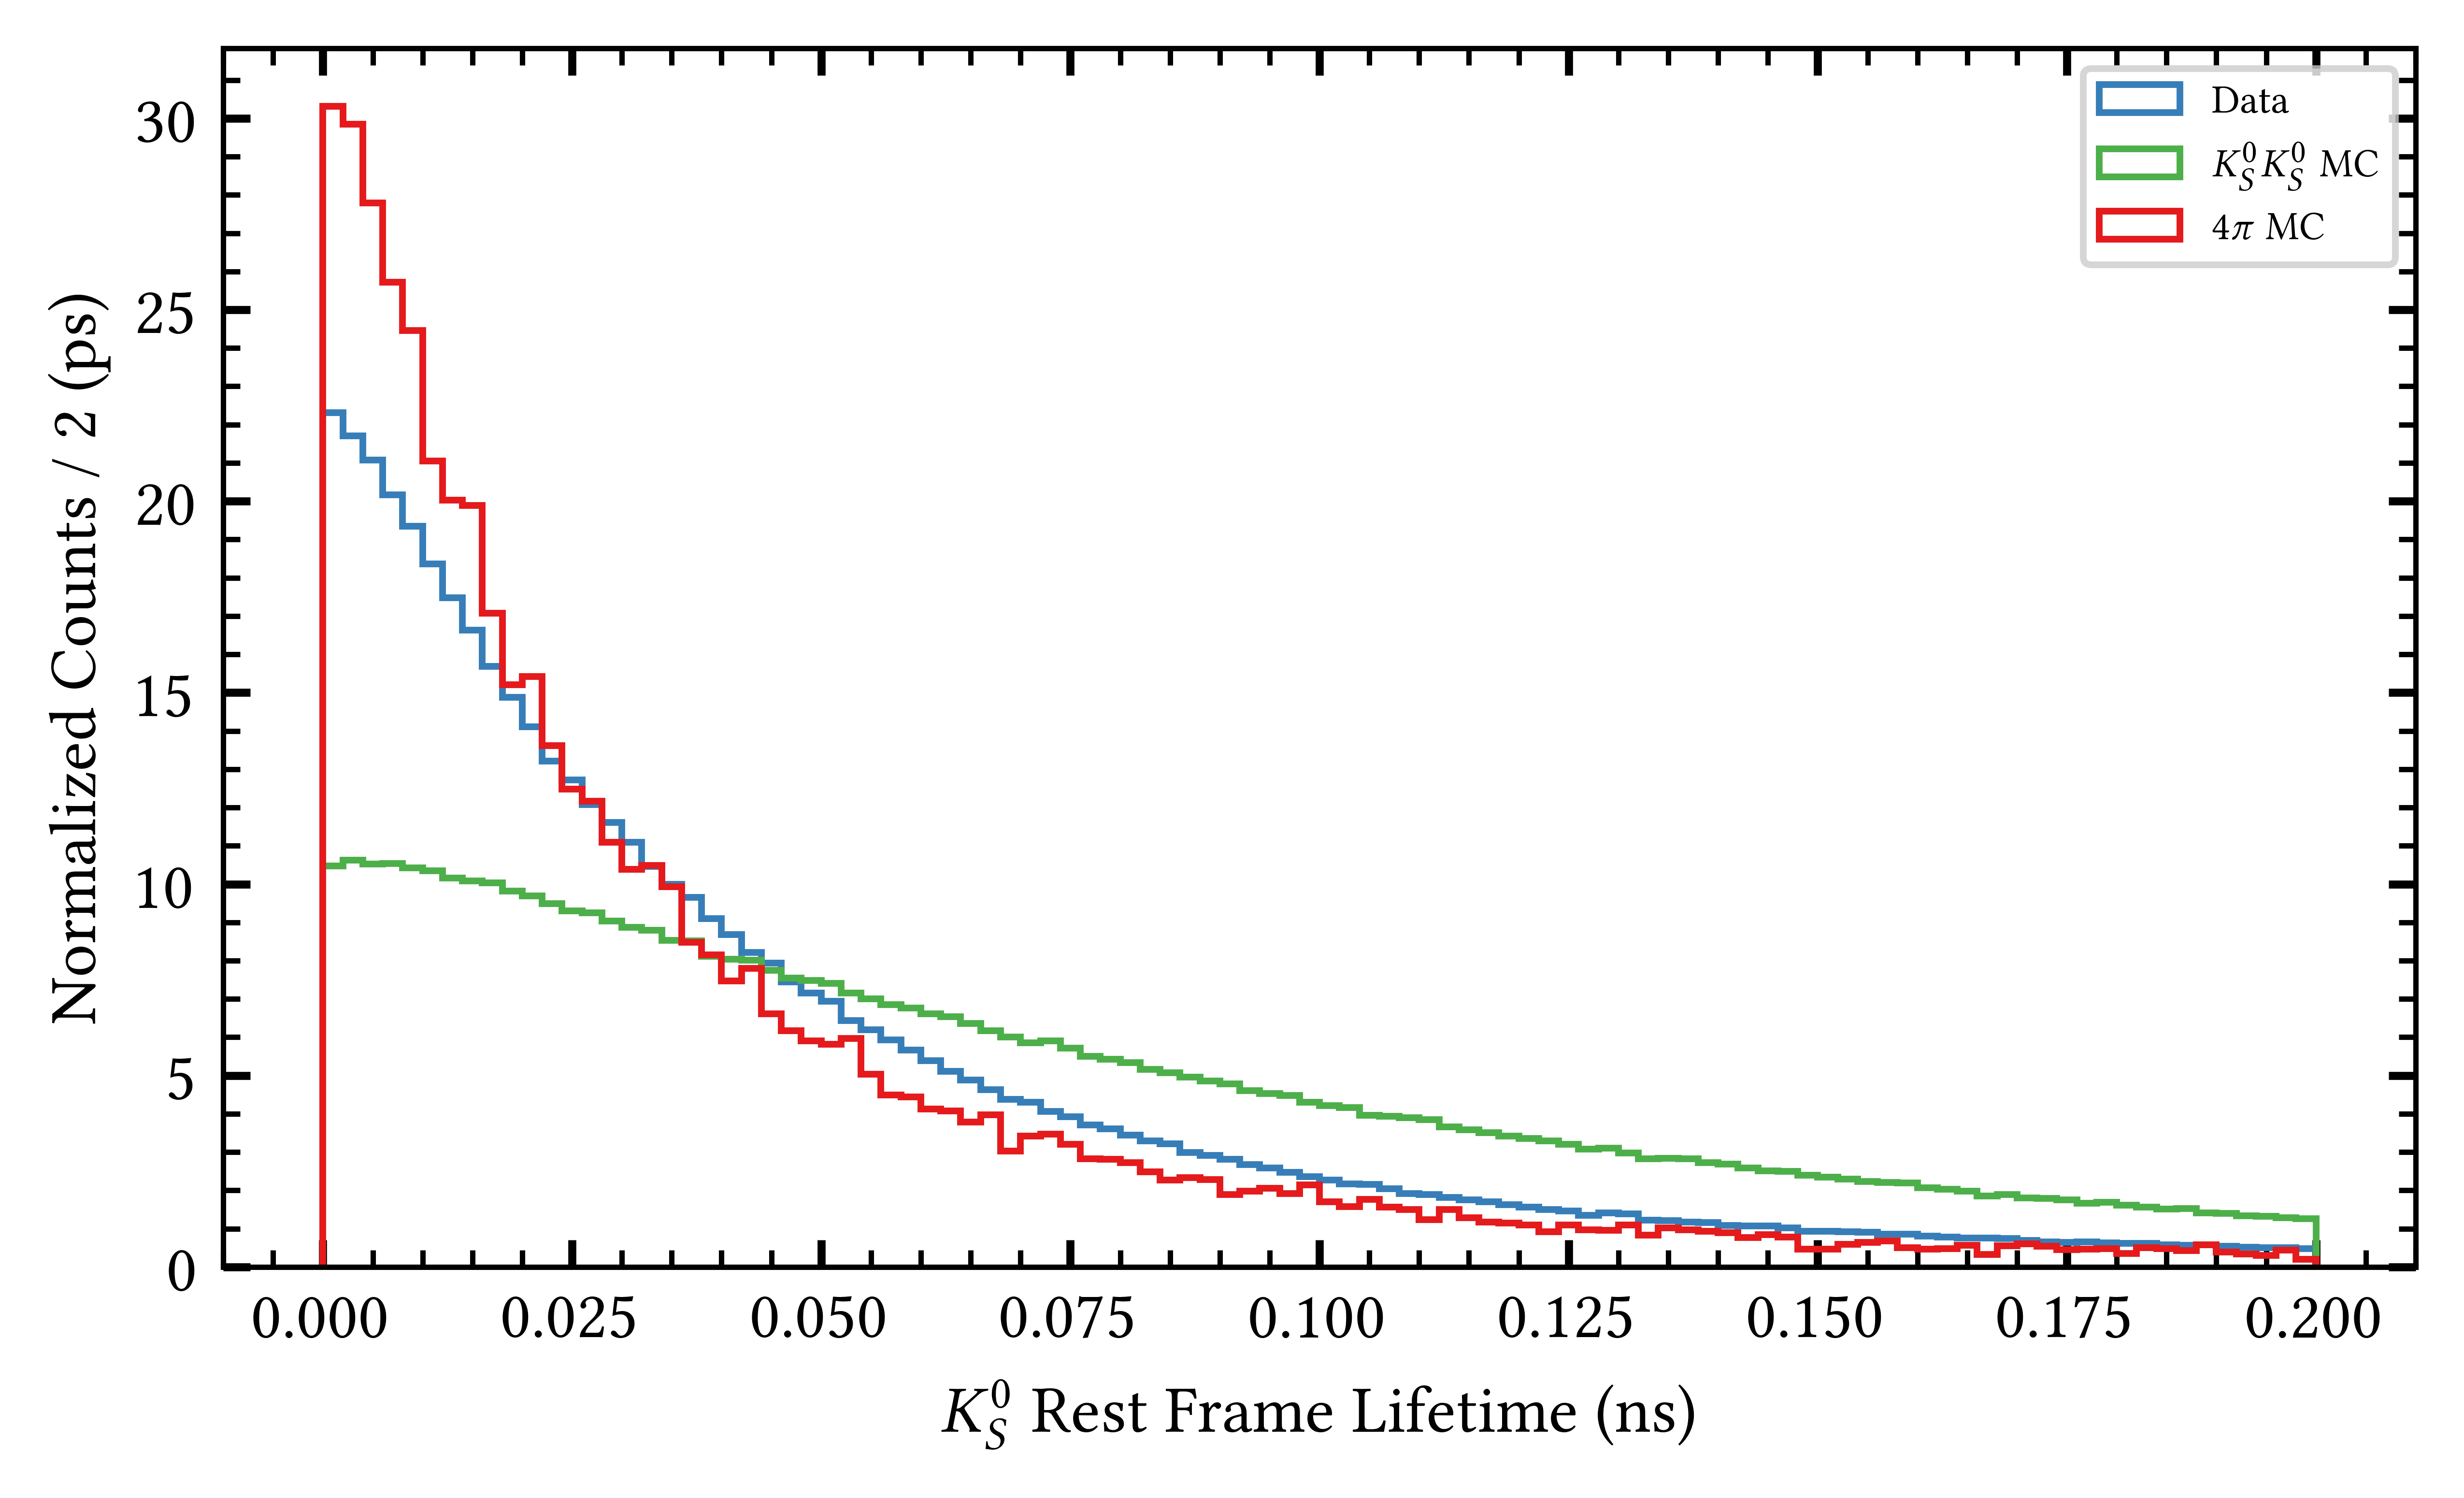 Data
K_S^0 K_S^0 MC
4π MC
Normalized Counts / 2 (ps)
30
25
20
15
10
5
0
0.000 0.025 0.050 0.075 0.100 0.125 0.150 0.175 0.200
K_S^0 Rest Frame Lifetime (ns)